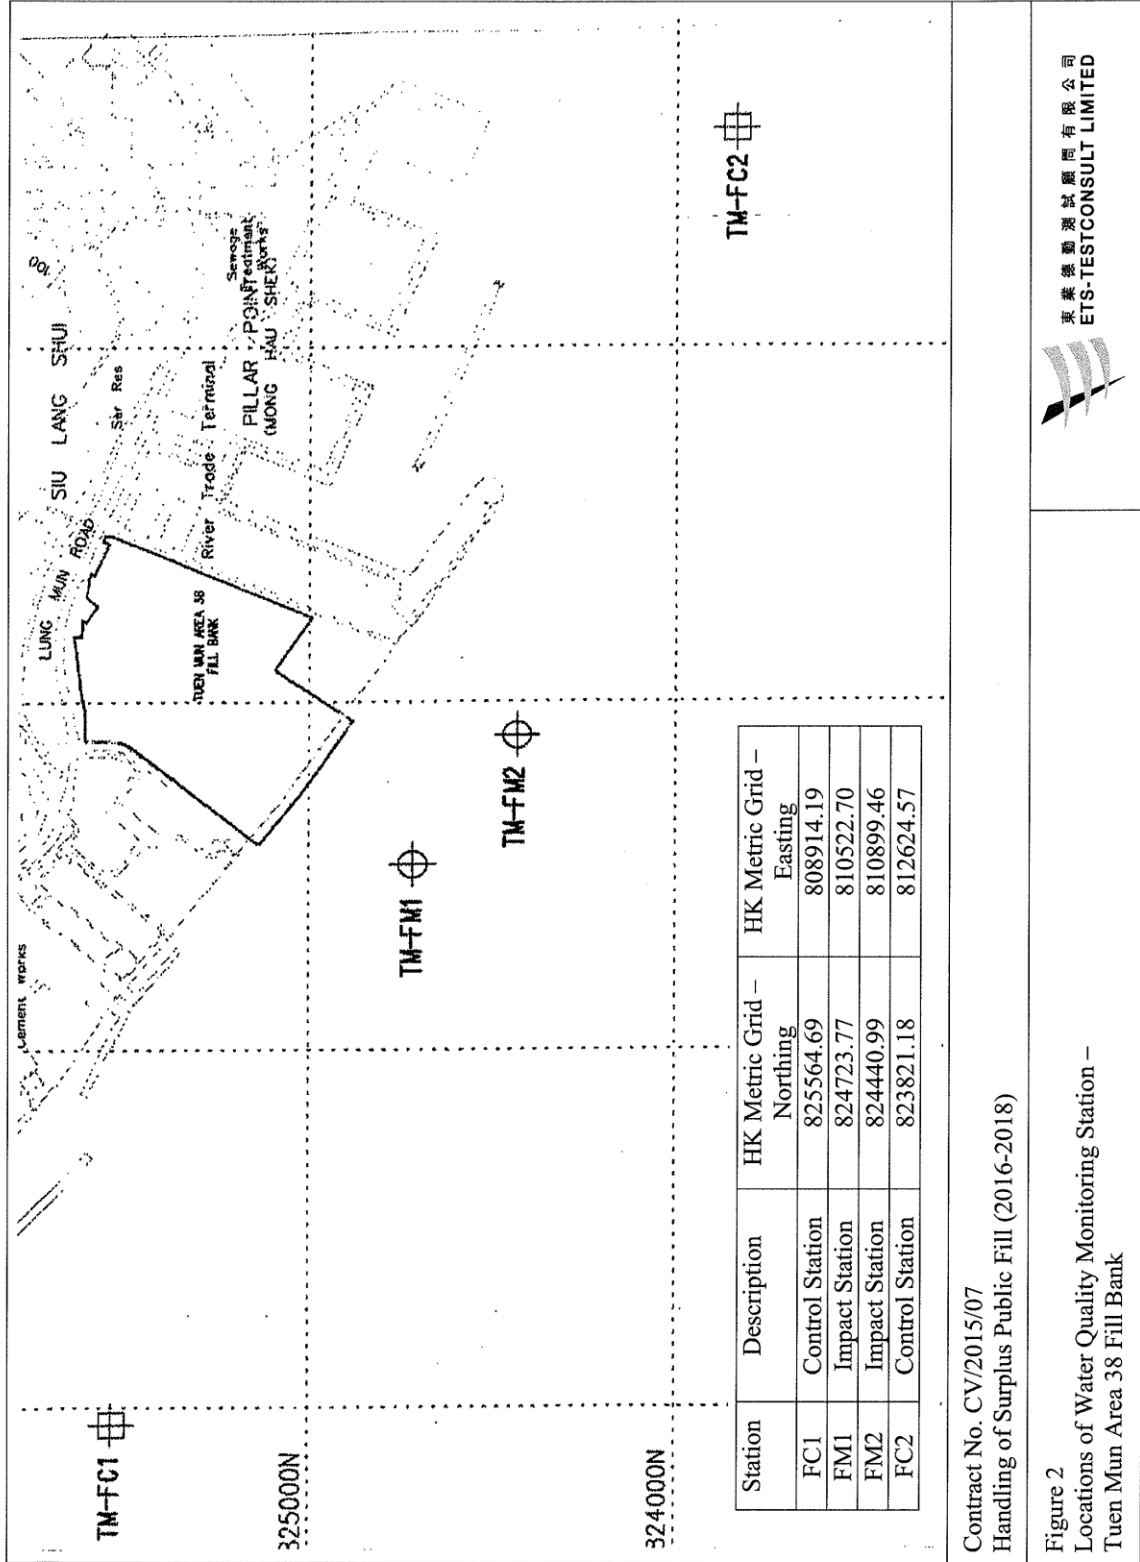 Cement works
LUNG MUN ROAD
SIU LANG SHUI
100
Ser Res
TUEN MUN AREA 38
FILL BANK
River Trade Terminal
Sewage
Treatment
Works
PILLAR POINT
(MONG HAU SHEK)
TM-FC1
325000N
TM-FM1
TM-FM2
TM-FC2
324000N
Station Description HK Metric Grid – Northing HK Metric Grid – Easting
FC1 Control Station 825564.69 808914.19
FM1 Impact Station 824723.77 810522.70
FM2 Impact Station 824440.99 810899.46
FC2 Control Station 823821.18 812624.57
Contract No. CV/2015/07
Handling of Surplus Public Fill (2016-2018)
Figure 2
Locations of Water Quality Monitoring Station –
Tuen Mun Area 38 Fill Bank
東業德勤測試顧問有限公司
ETS-TESTCONSULT LIMITED